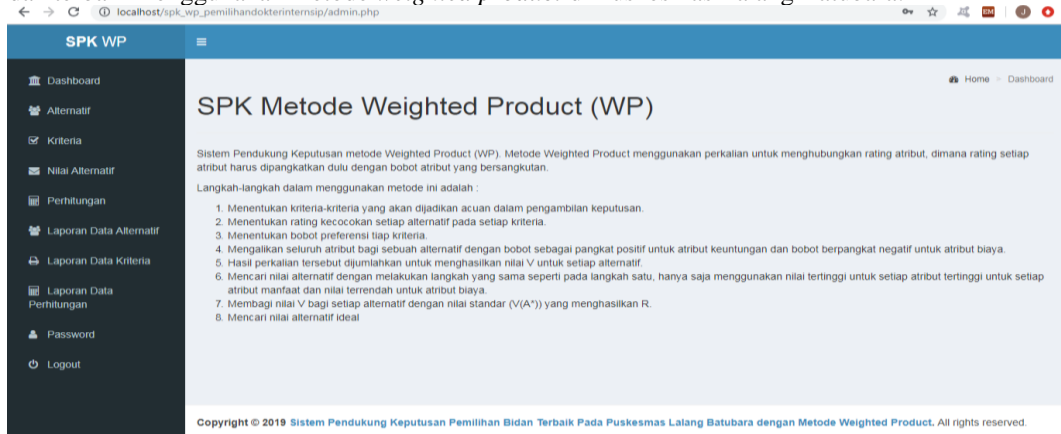 menggunakan metode weighted product di
localhost/spk_wp_pemilihandokterinternsip/admin.php
EM
J
SPK WP
Home > Dashboard
Dashboard
Alternatif
Kriteria
Nilai Alternatif
Perhitungan
Laporan Data Alternatif
Laporan Data Kriteria
Laporan Data
Perhitungan
Password
Logout
SPK Metode Weighted Product (WP)
Sistem Pendukung Keputusan metode Weighted Product (WP). Metode Weighted Product menggunakan perkalian untuk menghubungkan rating atribut, dimana rating setiap
atribut harus dipangkatkan dulu dengan bobot atribut yang bersangkutan.
Langkah-langkah dalam menggunakan metode ini adalah :
1. Menentukan kriteria-kriteria yang akan dijadikan acuan dalam pengambilan keputusan.
2. Menentukan rating kecocokan setiap alternatif pada setiap kriteria.
3. Menentukan bobot preferensi tiap kriteria.
4. Mengalikan seluruh atribut bagi sebuah alternatif dengan bobot sebagai pangkat positif untuk atribut keuntungan dan bobot berpangkat negatif untuk atribut biaya.
5. Hasil perkalian tersebut dijumlahkan untuk menghasilkan nilai V untuk setiap alternatif.
6. Mencari nilai alternatif dengan melakukan langkah yang sama seperti pada langkah satu, hanya saja menggunakan nilai tertinggi untuk setiap atribut tertinggi untuk setiap
atribut manfaat dan nilai terrendah untuk atribut biaya.
7. Membagi nilai V bagi setiap alternatif dengan nilai standar (V(A*)) yang menghasilkan R.
8. Mencari nilai alternatif ideal
Copyright © 2019 Sistem Pendukung Keputusan Pemilihan Bidan Terbaik Pada Puskesmas Lalang Batubara dengan Metode Weighted Product. All rights reserved.